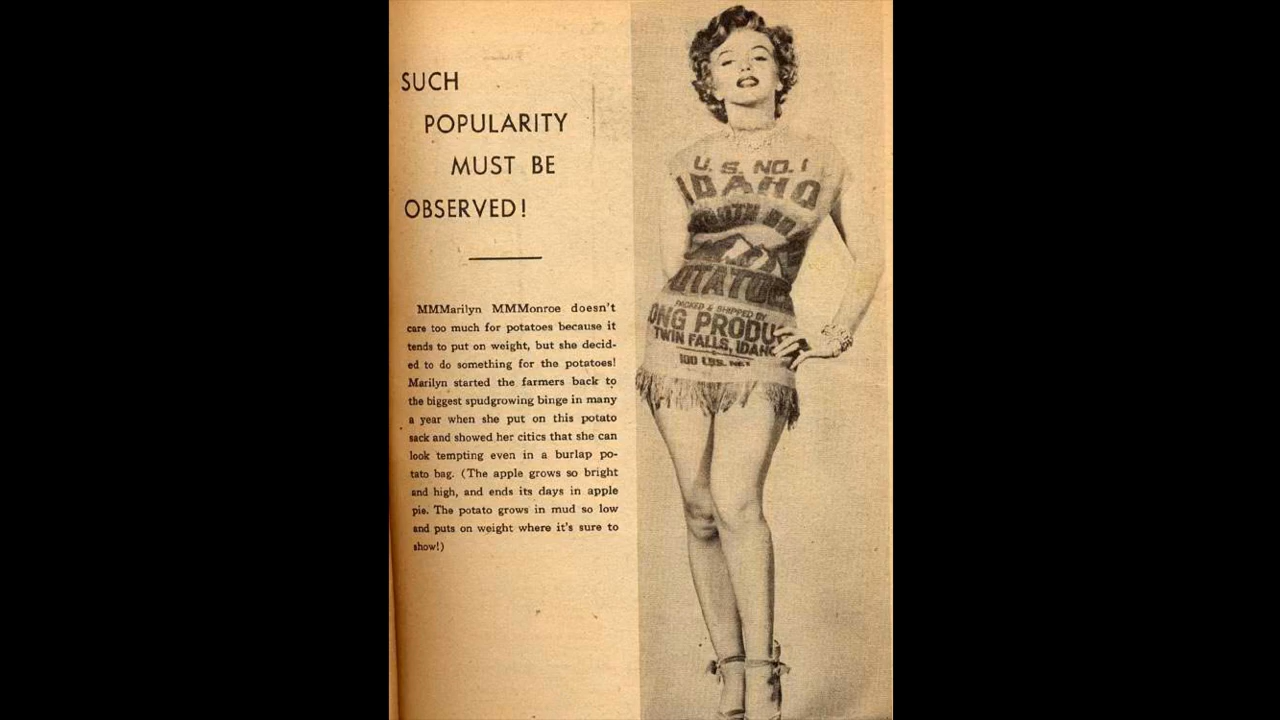 SUCH
POPULARITY
MUST BE
OBSERVED!
MMMarilyn MMMonroe doesn't
care too much for potatoes because it
tends to put on weight, but she decid-
ed to do something for the potatoes!
Marilyn started the farmers back to
the biggest spudgrowing binge in many
a year when she put on this potato
sack and showed her citics that she can
look tempting even in a burlap po-
tato bag. (The apple grows so bright
and high, and ends its days in apple
pie. The potato grows in mud so low
and puts on weight where it's sure to
show!)
U. S. NO. 1
IDAHO
OTATOE
PACKED & SHIPPED BY
ONG PRODU
TWIN FALLS, IDAHO
100 LBS. NET